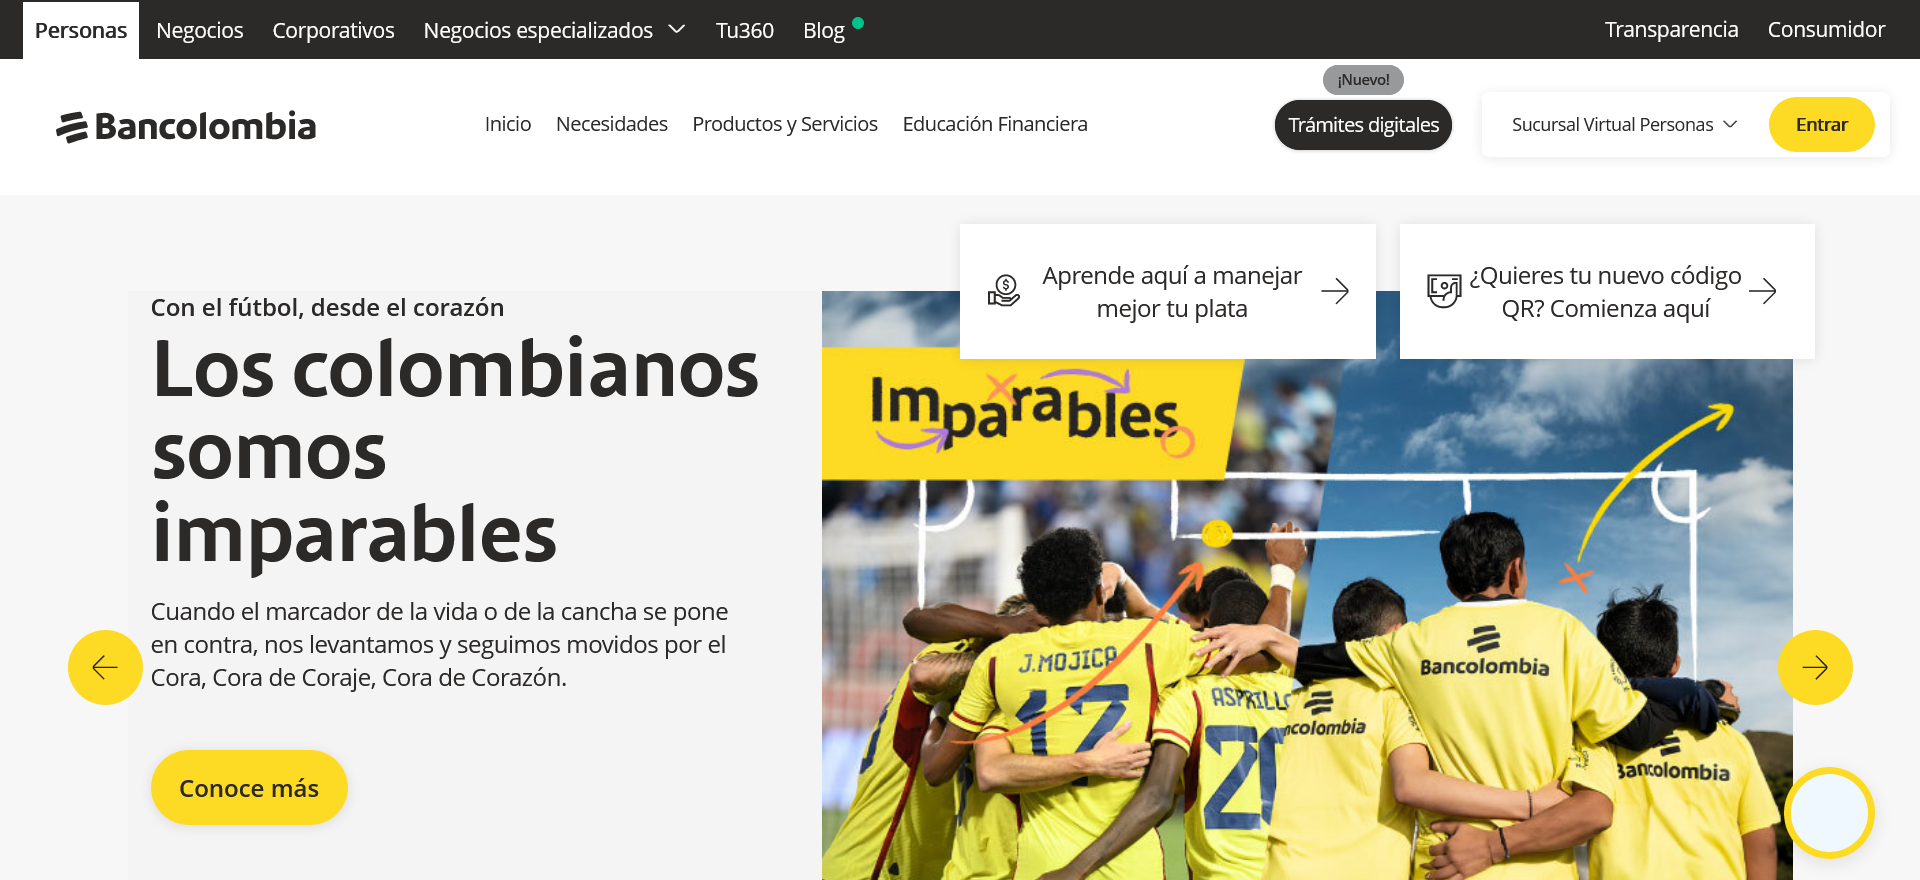 Personas
Negocios
Corporativos
Negocios especializados
Tu360
Blog
Transparencia
Consumidor
Bancolombia
Inicio
Necesidades
Productos y Servicios
Educación Financiera
¡Nuevo!
Trámites digitales
Sucursal Virtual Personas
Entrar
Aprende aquí a manejar
mejor tu plata
¿Quieres tu nuevo código
QR? Comienza aquí
Con el fútbol, desde el corazón
Los colombianos
somos
imparables
Cuando el marcador de la vida o de la cancha se pone
en contra, nos levantamos y seguimos movidos por el
Cora, Cora de Coraje, Cora de Corazón.
Conoce más
Imparables
J.MOJICA
17
ASPRILLA
20
Bancolombia
ncolombia
Bancolombia